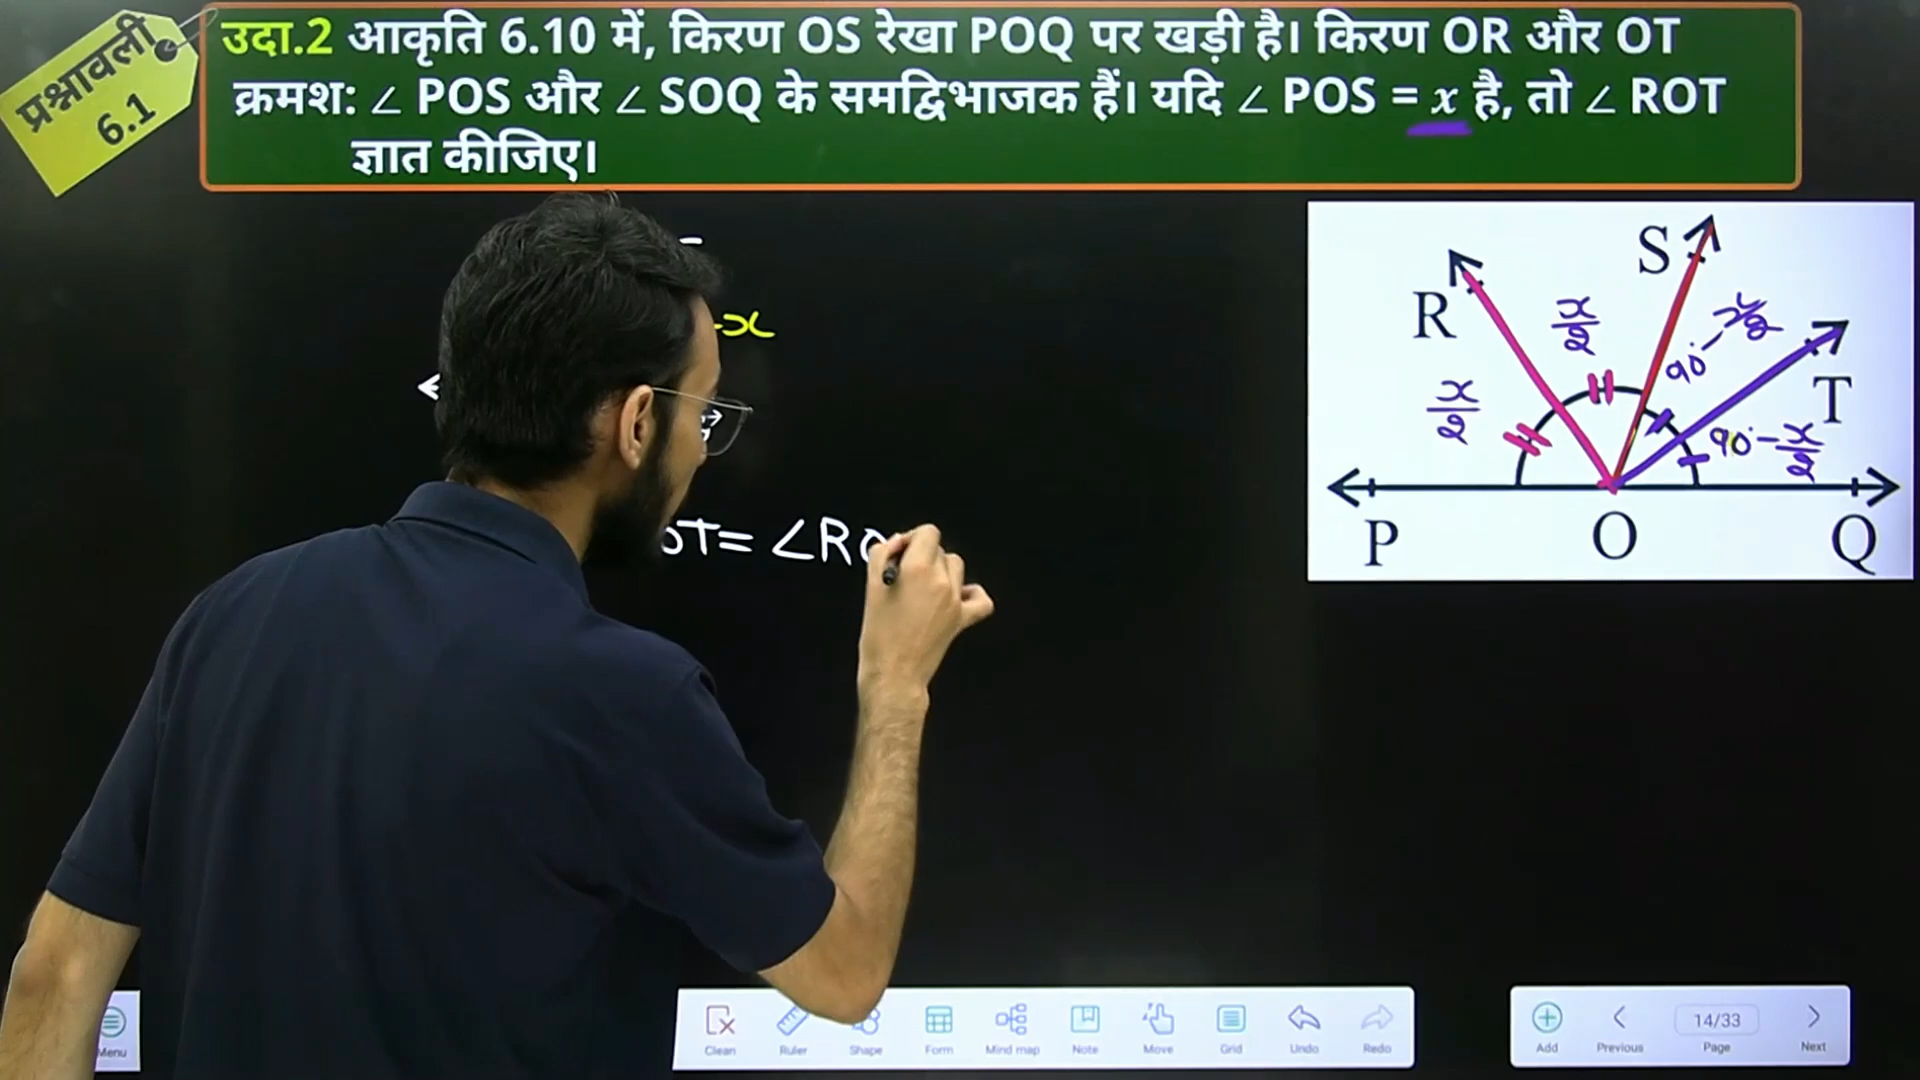 प्रश्नावली
6.1
उदा.2 आकृति 6.10 में, किरण OS रेखा POQ पर खड़ी है। किरण OR और OT
क्रमश: ∠ POS और ∠ SOQ के समद्विभाजक हैं। यदि ∠ POS = x है, तो ∠ ROT
ज्ञात कीजिए।
-x
OT= ∠RO
S
R
T
x/2
x/2
90°-x/2
90°-x/2
P
O
Q
Menu
Clean
Ruler
Shape
Form
Mind map
Note
Move
Grid
Undo
Redo
Add
Previous
14/33
Page
Next